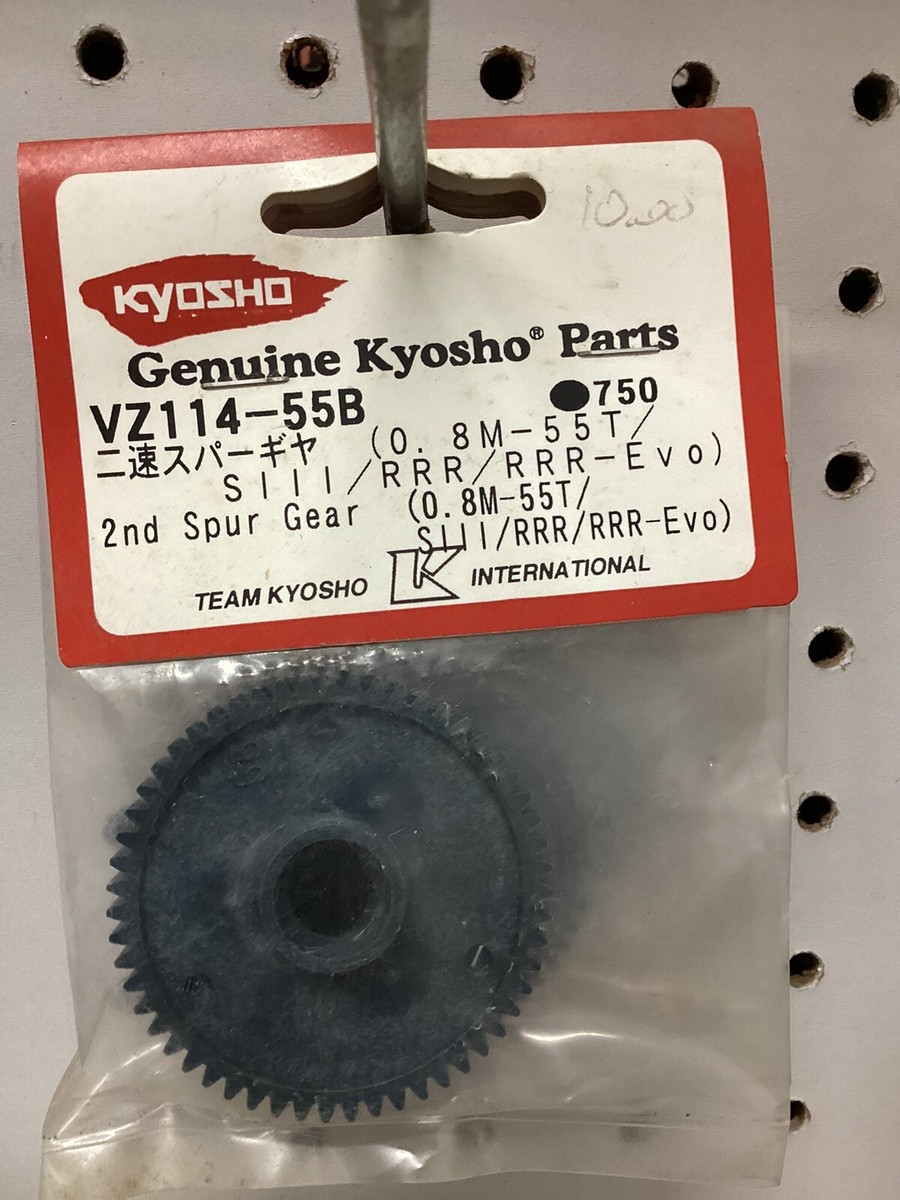 10.00
KYOSHO
Genuine Kyosho® Parts
VZ114-55B ●750
二速スパーギヤ (0.8M-55T/
SIII/RRR/RRR-Evo)
2nd Spur Gear (0.8M-55T/
SIII/RRR/RRR-Evo)
TEAM KYOSHO K INTERNATIONAL